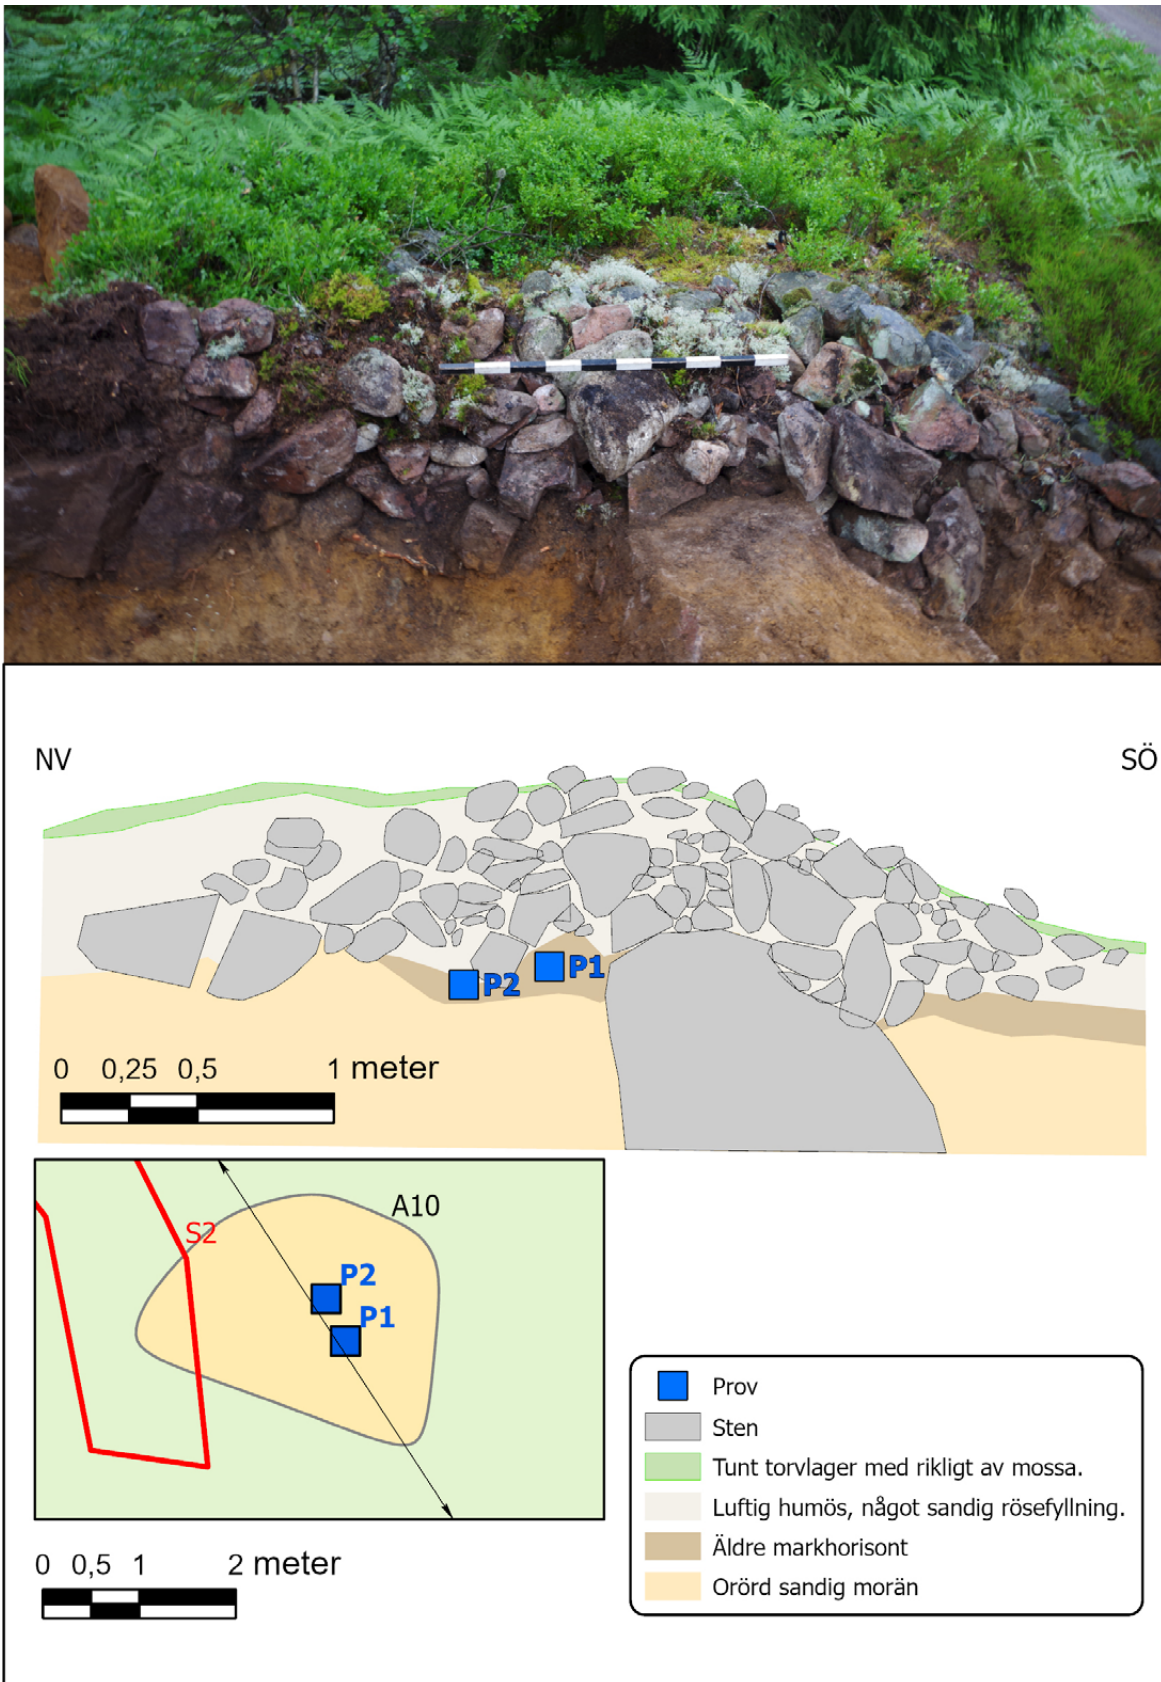 NV
SÖ
P1
P2
0 0,25 0,5 1 meter
S2
A10
P2
P1
0 0,5 1 2 meter
Prov
Sten
Tunt torvlager med rikligt av mossa.
Luftig humös, något sandig rösefyllning.
Äldre markhorisont
Orörd sandig morän